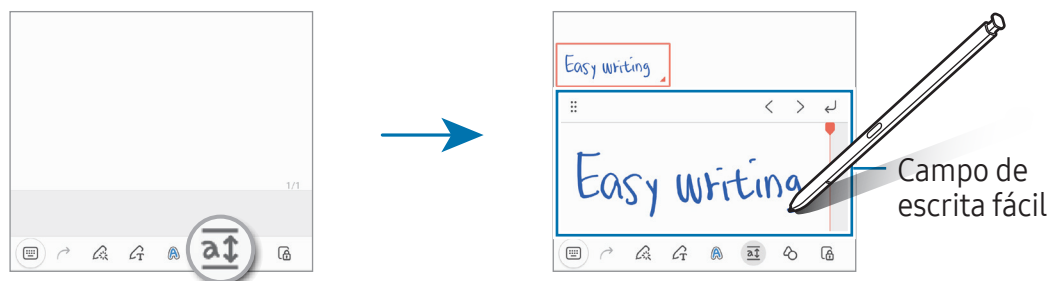 1/1
a
Easy writing
Easy writing
Campo de
escrita fácil
T
A
a